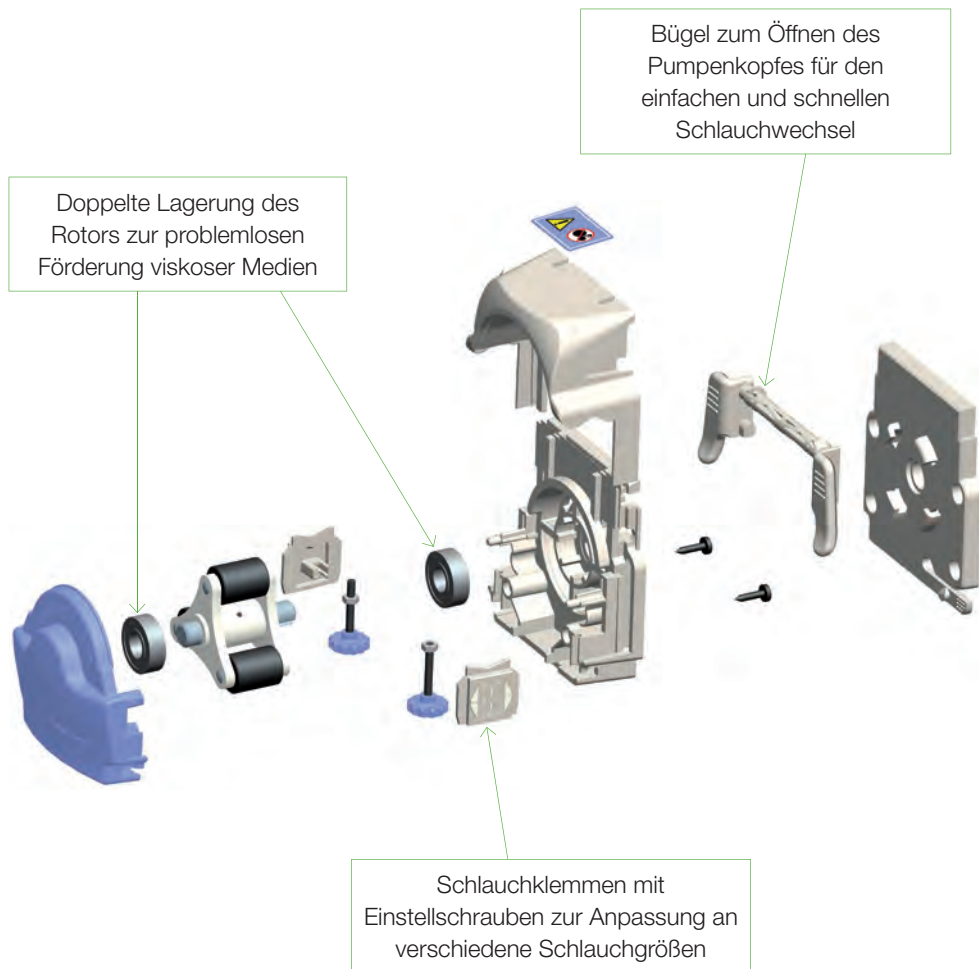 Bügel zum Öffnen des
Pumpenkopfes für den
einfachen und schnellen
Schlauchwechsel
Doppelte Lagerung des
Rotors zur problemlosen
Förderung viskoser Medien
Schlauchklemmen mit
Einstellschrauben zur Anpassung an
verschiedene Schlauchgrößen